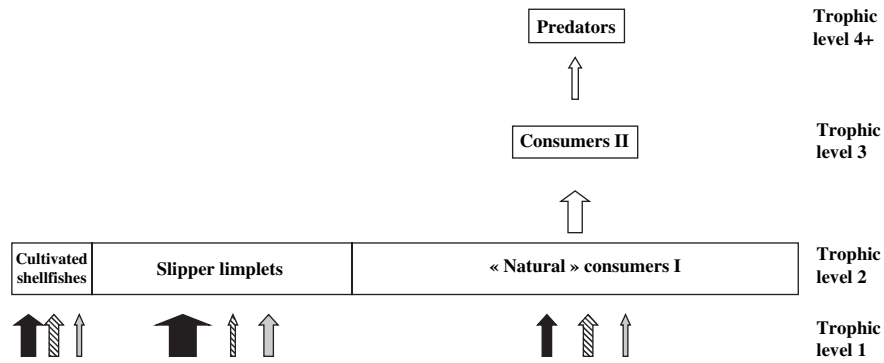 Predators
Trophic
level 4+
Consumers II
Trophic
level 3
Cultivated
shellfishes
Slipper limplets
« Natural » consumers I
Trophic
level 2
Trophic
level 1